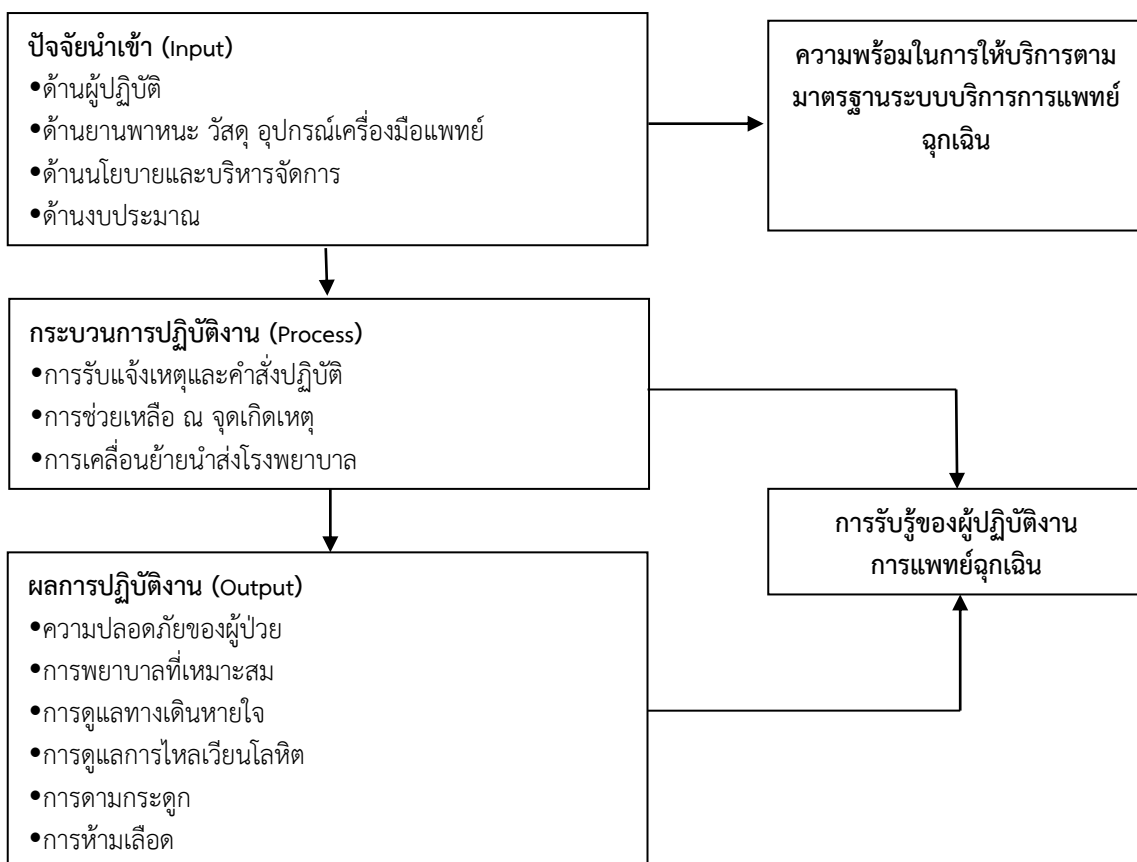 ปัจจัยนำเข้า (Input)
•ด้านผู้ปฏิบัติ
•ด้านยานพาหนะ วัสดุ อุปกรณ์เครื่องมือแพทย์
•ด้านนโยบายและบริหารจัดการ
•ด้านงบประมาณ
ความพร้อมในการให้บริการตาม
มาตรฐานระบบบริการการแพทย์
ฉุกเฉิน
กระบวนการปฏิบัติงาน (Process)
•การรับแจ้งเหตุและคำสั่งปฏิบัติ
•การช่วยเหลือ ณ จุดเกิดเหตุ
•การเคลื่อนย้ายนำส่งโรงพยาบาล
การรับรู้ของผู้ปฏิบัติงาน
การแพทย์ฉุกเฉิน
ผลการปฏิบัติงาน (Output)
•ความปลอดภัยของผู้ป่วย
•การพยาบาลที่เหมาะสม
•การดูแลทางเดินหายใจ
•การดูแลการไหลเวียนโลหิต
•การดามกระดูก
•การห้ามเลือด